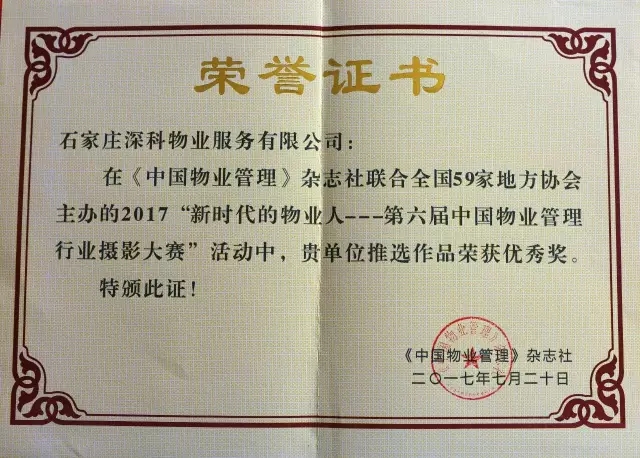 荣誉证书
石家庄深科物业服务有限公司：
在《中国物业管理》杂志社联合全国59家地方协会
主办的2017“新时代的物业人---第六届中国物业管理
行业摄影大赛”活动中，贵单位推选作品荣获优秀奖。
特颁此证！
《中国物业管理》杂志社
二〇一七年七月二十日